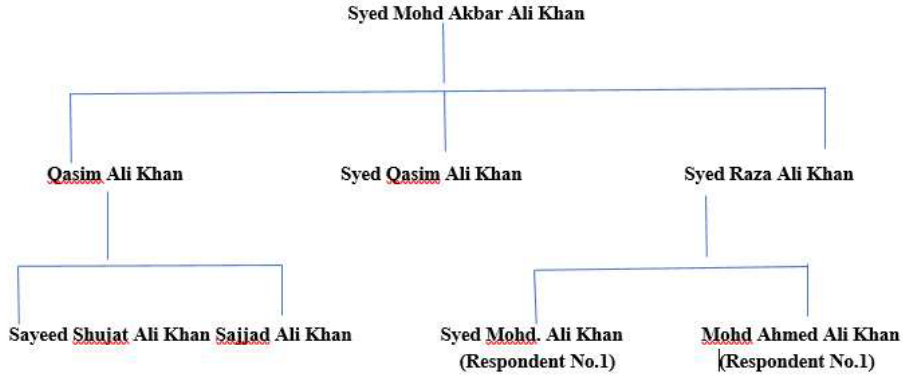 Syed Mohd Akbar Ali Khan
Qasim Ali Khan Syed Qasim Ali Khan Syed Raza Ali Khan
Sayeed Shujat Ali Khan Sajjad Ali Khan Syed Mohd. Ali Khan Mohd Ahmed Ali Khan
(Respondent No.1) (Respondent No.1)